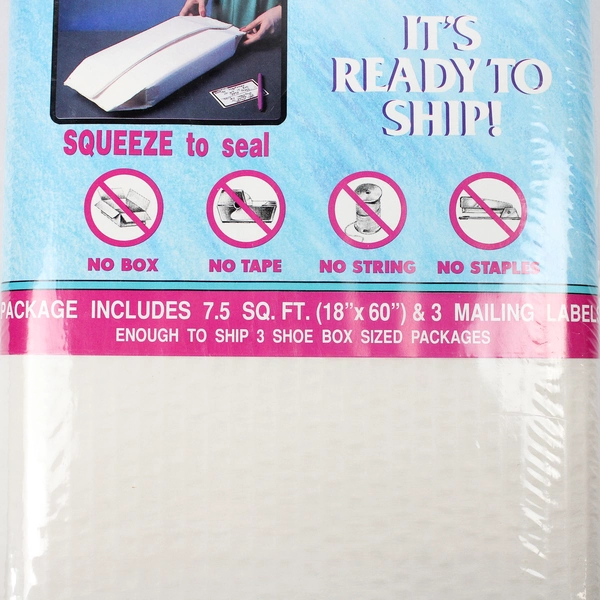 IT'S
READY TO
SHIP!
SQUEEZE to seal
NO BOX
NO TAPE
NO STRING
NO STAPLES
PACKAGE INCLUDES 7.5 SQ. FT. (18"x 60") & 3 MAILING LABELS
ENOUGH TO SHIP 3 SHOE BOX SIZED PACKAGES